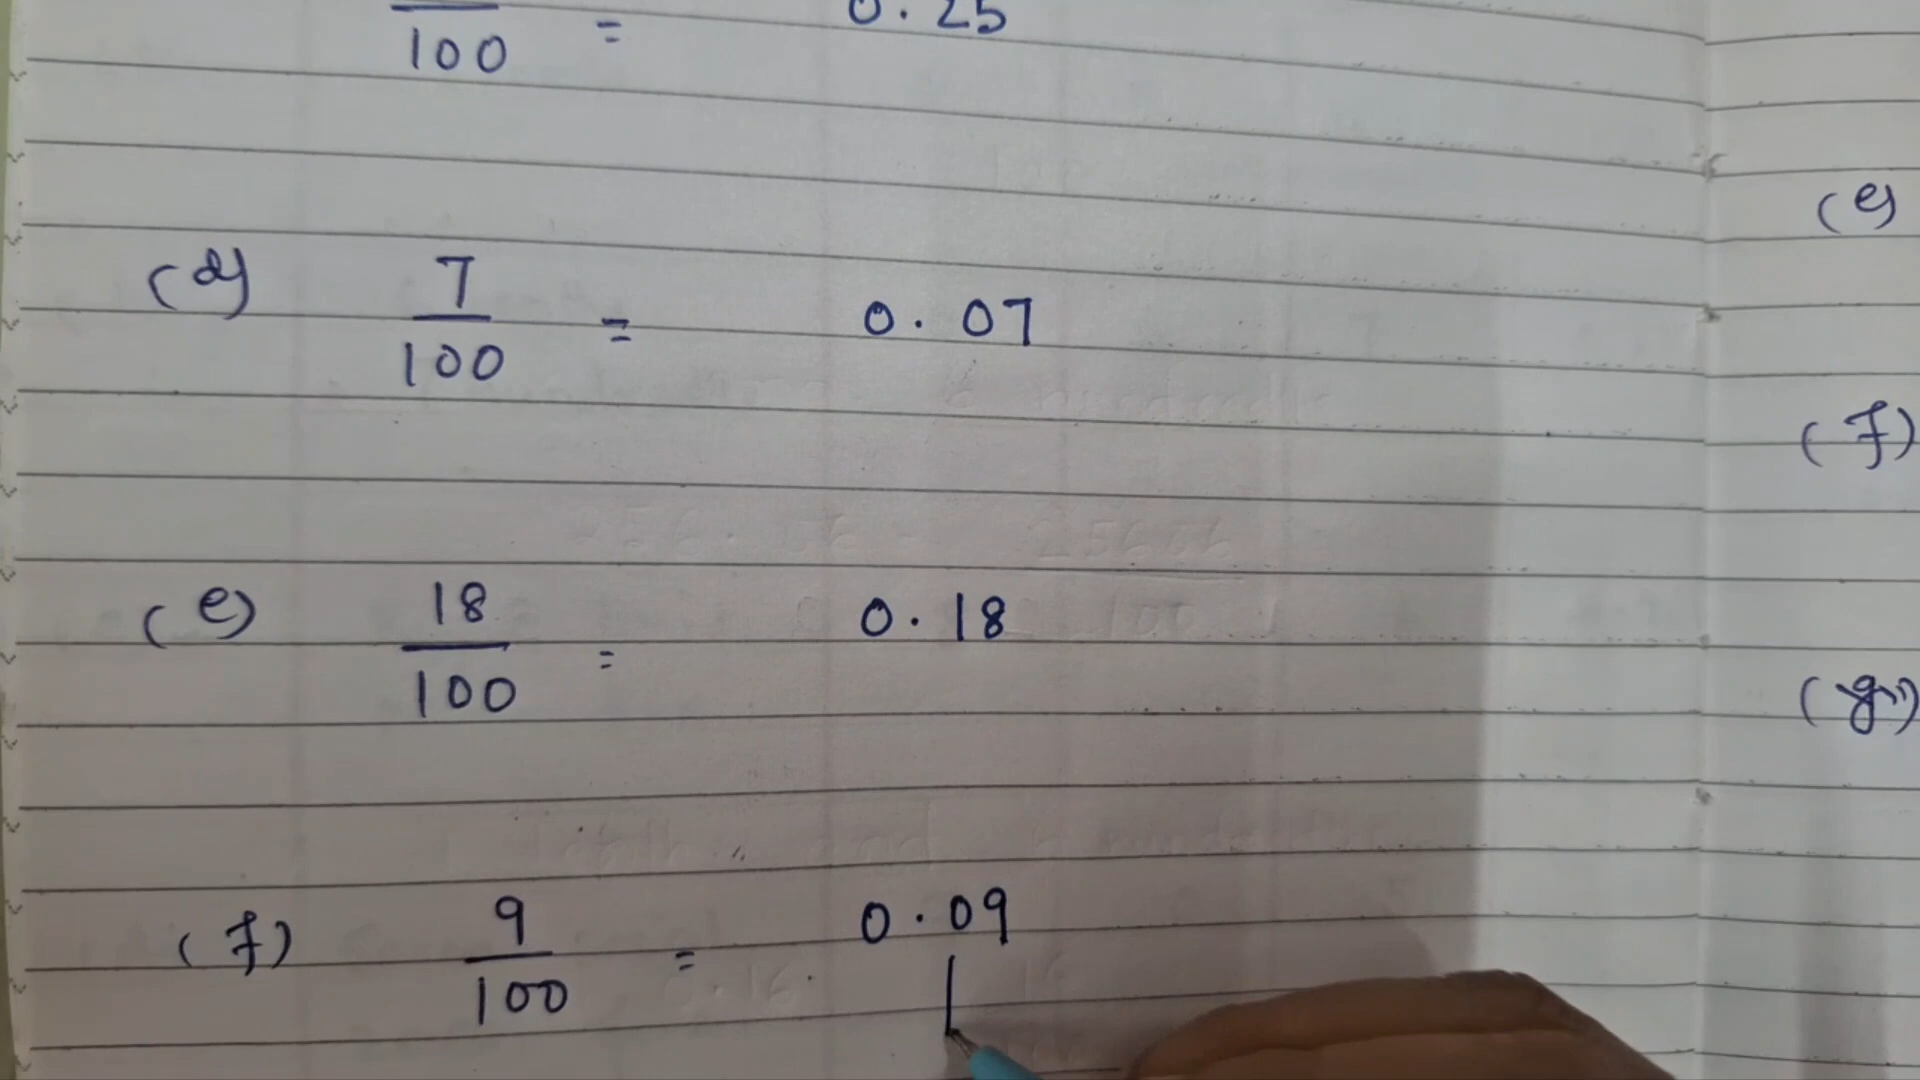 100 = 0.25
(d) 7/100 = 0.07
(e) 18/100 = 0.18
(f) 9/100 = 0.09
(e)
(f)
(g)